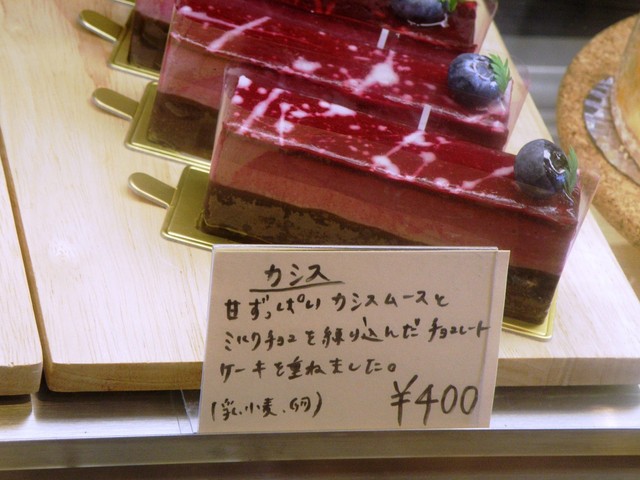 カシス
甘ずっぱいカシスムースと
ミルクチョコを練り込んだチョコレート
ケーキを重ねました。
(乳、小麦、卵)
¥400